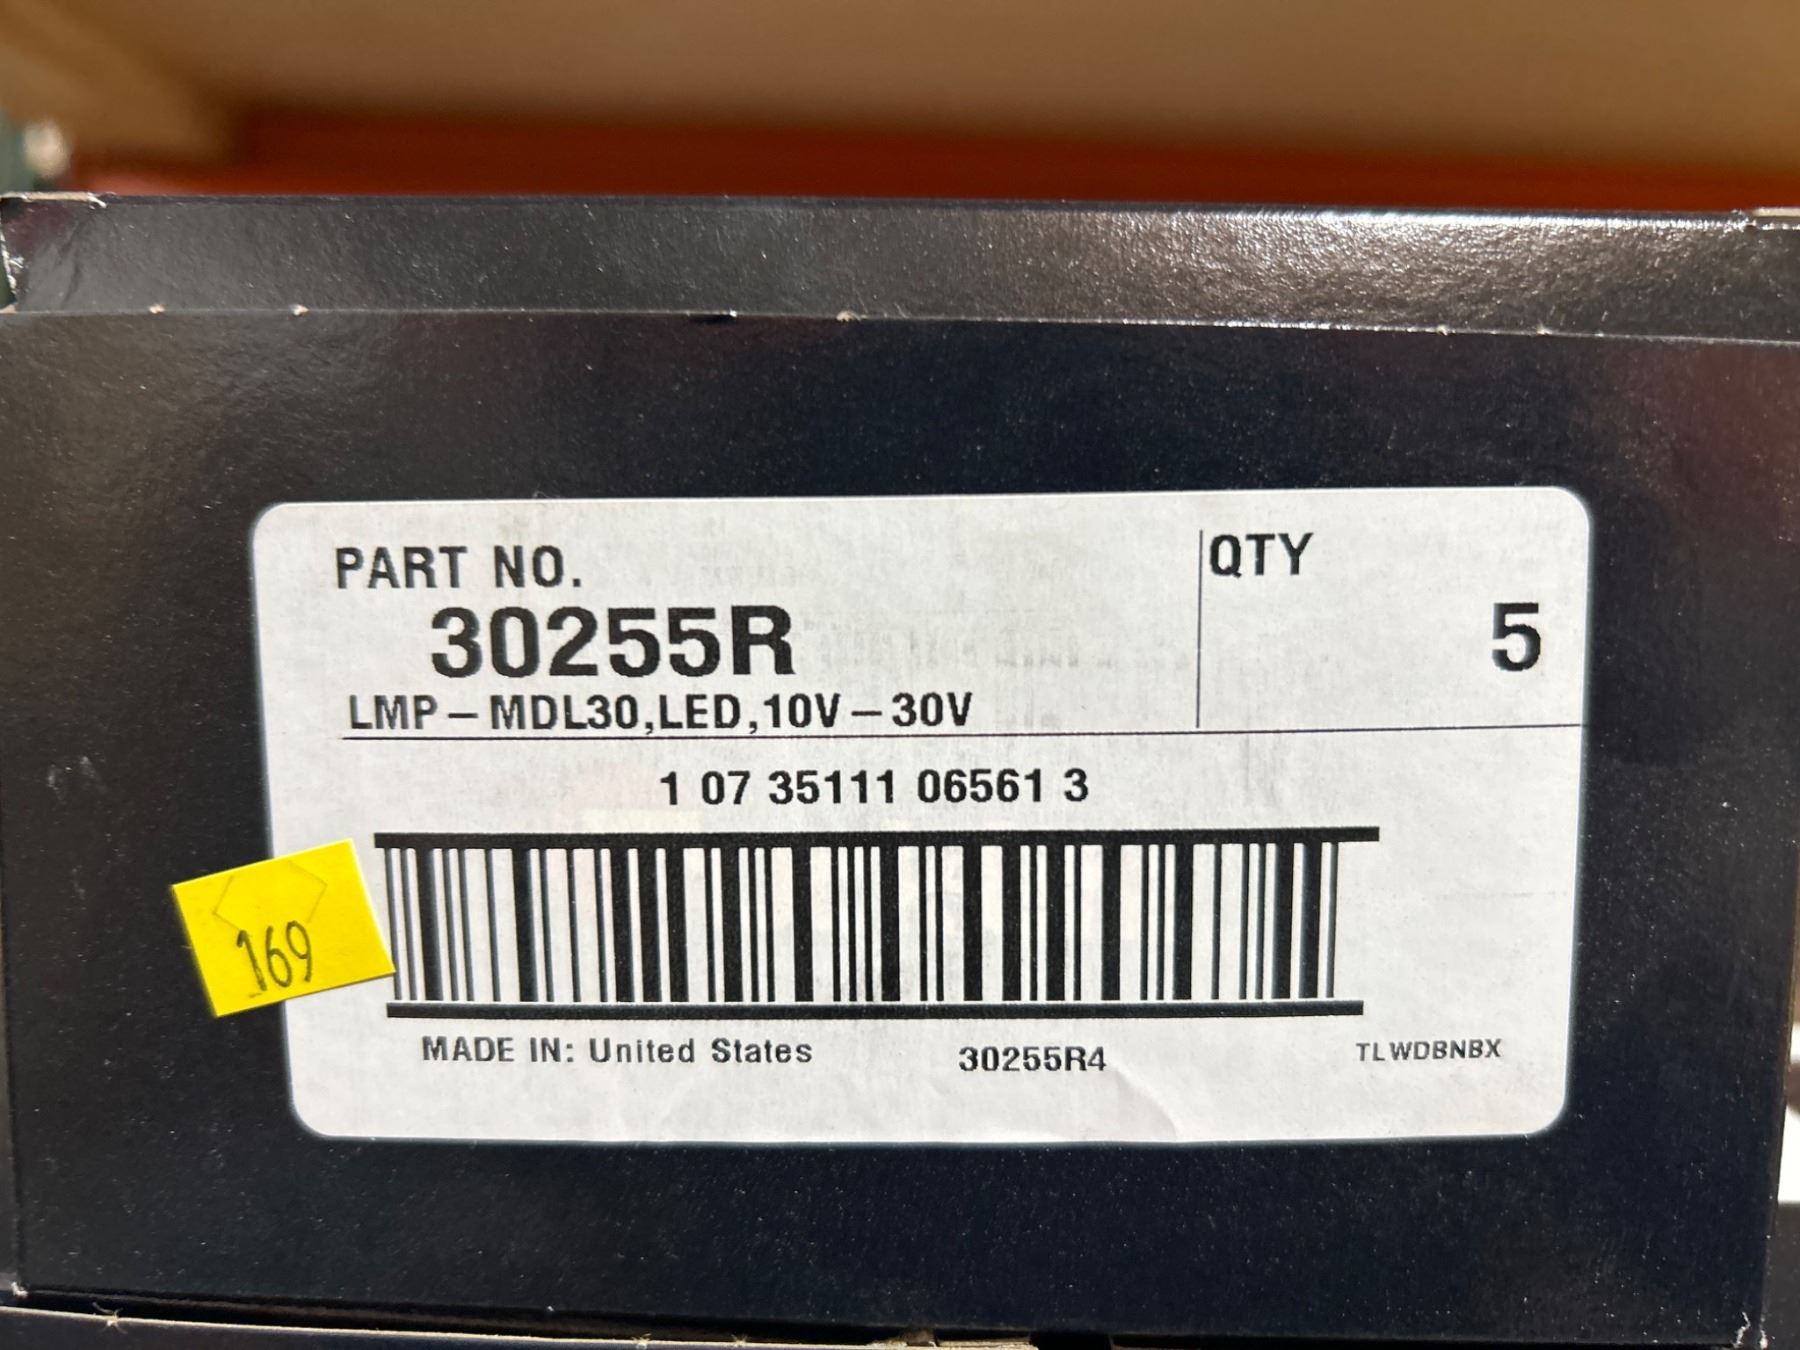 PART NO.
QTY
30255R
5
LMP-MDL30,LED,10V-30V
1 07 35111 06561 3
169
MADE IN: United States
30255R4
TLWDBNBX